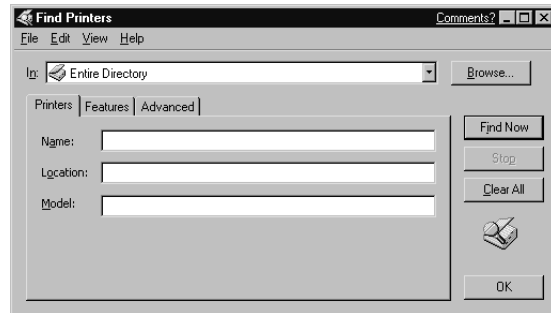 Find Printers Comments?
File Edit View Help
In: Entire Directory Browse...
Printers Features Advanced
Name:
Location:
Model:
Find Now
Stop
Clear All
OK